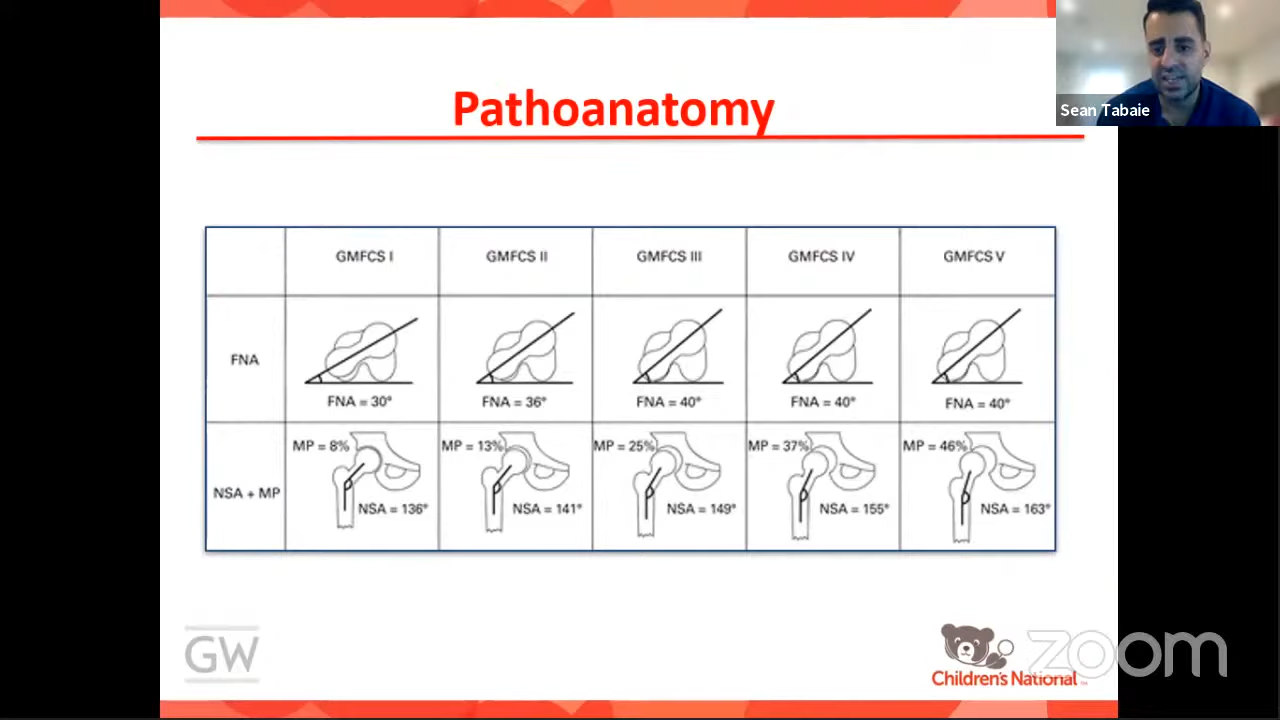 Sean Tabaie
Pathoanatomy
GMFCS I GMFCS II GMFCS III GMFCS IV GMFCS V
FNA
FNA = 30° FNA = 36° FNA = 40° FNA = 40° FNA = 40°
MP = 8% MP = 13% MP = 25% MP = 37% MP = 46%
NSA + MP
NSA = 136° NSA = 141° NSA = 149° NSA = 155° NSA = 163°
GW
Children's National
zoom